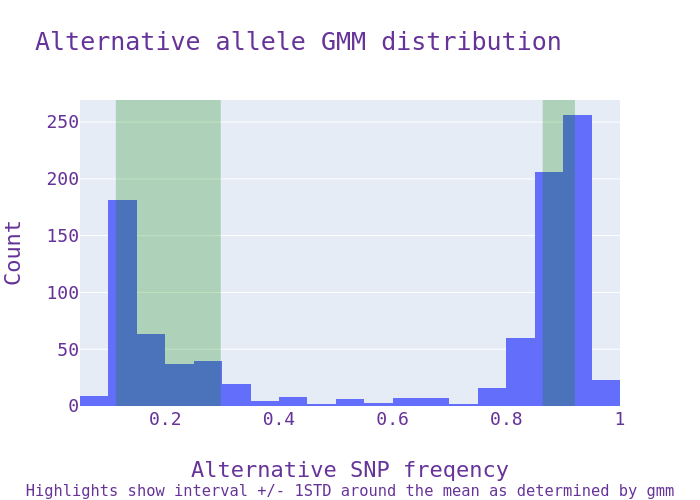 Alternative allele GMM distribution
250
200
150
100
50
0
Count
0.2 0.4 0.6 0.8 1
Alternative SNP freqency
Highlights show interval +/- 1STD around the mean as determined by gmm